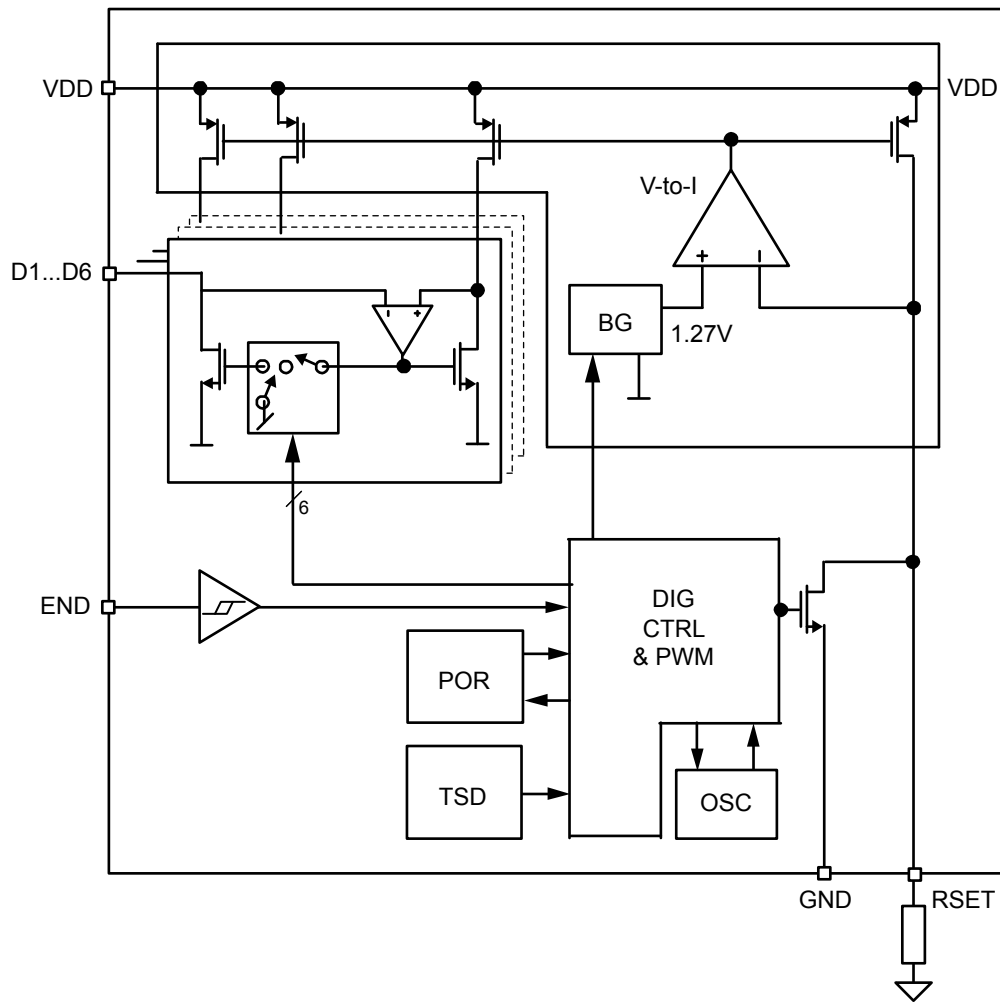 VDD
VDD
V-to-I
+
−
D1...D6
−
+
BG
1.27V
6
END
DIG
CTRL
& PWM
POR
TSD
OSC
GND
RSET